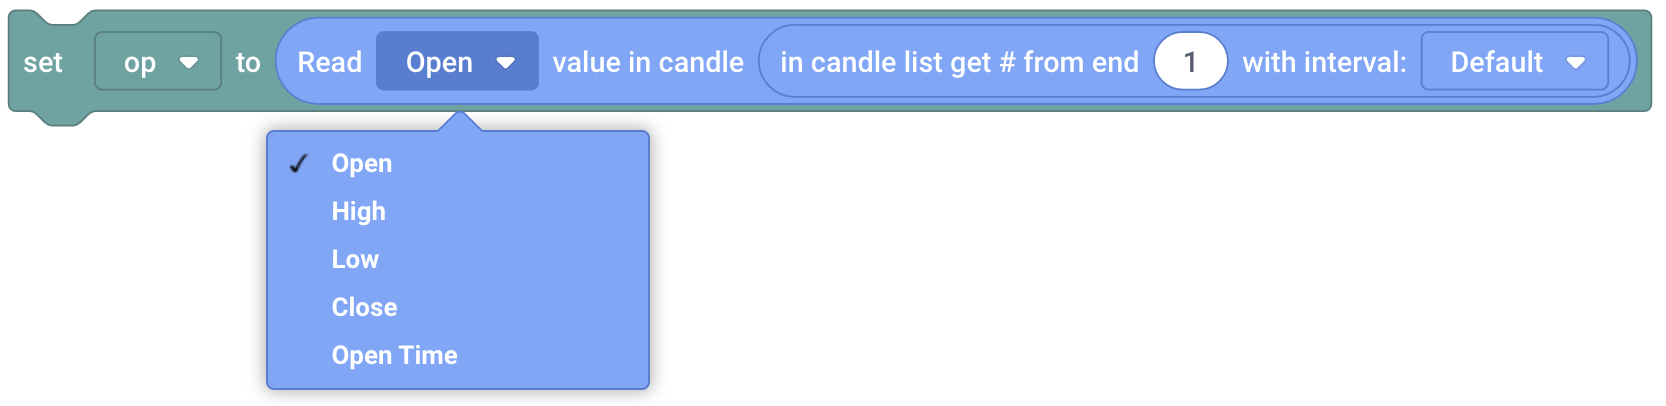 set op to Read Open value in candle in candle list get # from end 1 with interval: Default
✓ Open
High
Low
Close
Open Time